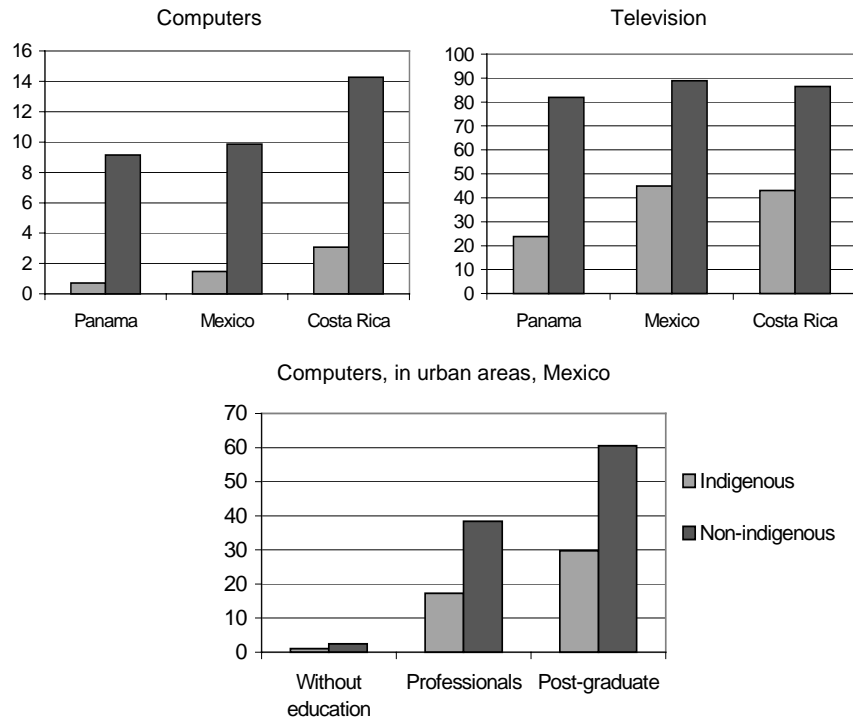 Computers
16
14
12
10
8
6
4
2
0
Panama Mexico Costa Rica
Television
100
90
80
70
60
50
40
30
20
10
0
Panama Mexico Costa Rica
Computers, in urban areas, Mexico
70
60
50
40
30
20
10
0
Without
education
Professionals Post-graduate
Indigenous
Non-indigenous